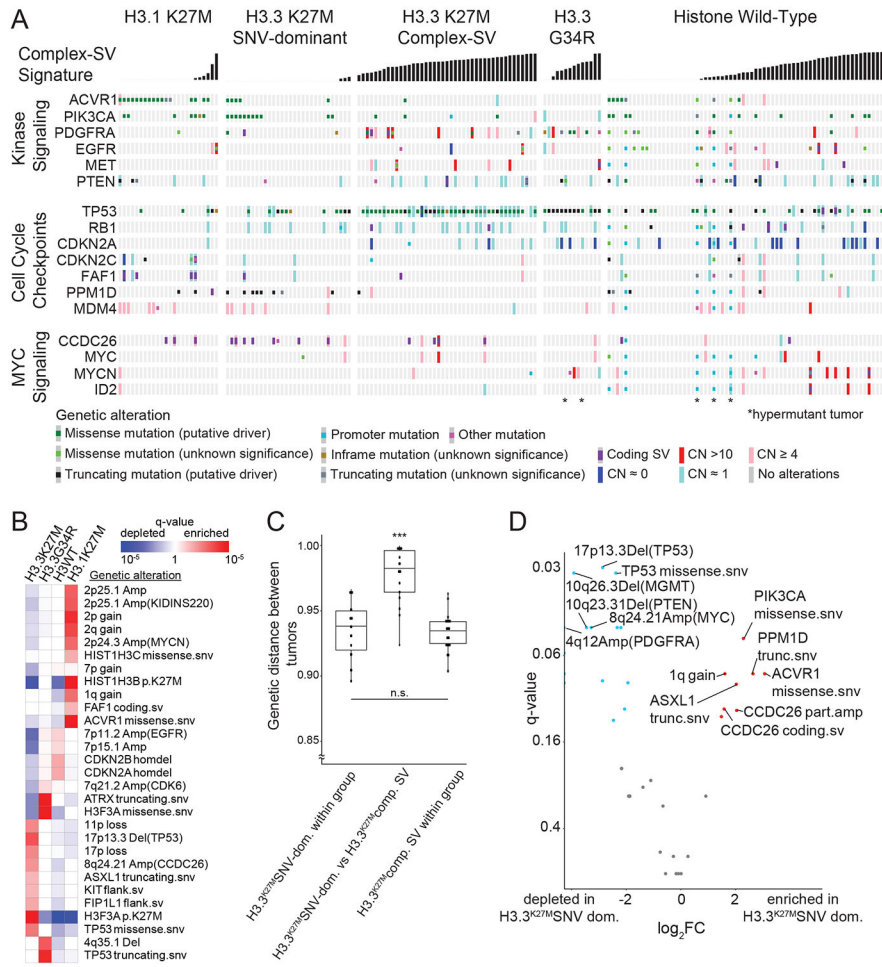 A
H3.1 K27M
H3.3 K27M
SNV-dominant
H3.3 K27M
Complex-SV
H3.3
G34R
Histone Wild-Type
Complex-SV
Signature
Kinase
Signaling
ACVR1
PIK3CA
PDGFRA
EGFR
MET
PTEN
Cell Cycle
Checkpoints
TP53
RB1
CDKN2A
CDKN2C
FAF1
PPM1D
MDM4
MYC
Signaling
CCDC26
MYC
MYCN
ID2
* * * * *
*hypermutant tumor
Genetic alteration
Missense mutation (putative driver)
Promoter mutation
Other mutation
Missense mutation (unknown significance)
Inframe mutation (unknown significance)
Truncating mutation (putative driver)
Truncating mutation (unknown significance)
Coding SV
CN >10
CN ≥ 4
CN ≈ 0
CN ≈ 1
No alterations
B
q-value
depleted enriched
10-5 1 10-5
H3.3K27M
H3.3G34R
H3WT
H3.1K27M
Genetic alteration
2p25.1 Amp
2p25.1 Amp(KIDINS220)
2p gain
2q gain
2p24.3 Amp(MYCN)
HIST1H3C missense.snv
7p gain
HIST1H3B p.K27M
1q gain
FAF1 coding.sv
ACVR1 missense.snv
7p11.2 Amp(EGFR)
7p15.1 Amp
CDKN2B homdel
CDKN2A homdel
7q21.2 Amp(CDK6)
ATRX truncating.snv
H3F3A missense.snv
11p loss
17p13.3 Del(TP53)
17p loss
8q24.21 Amp(CCDC26)
ASXL1 truncating.snv
KIT flank.sv
FIP1L1 flank.sv
H3F3A p.K27M
TP53 missense.snv
4q35.1 Del
TP53 truncating.snv
C
Genetic distance between
tumors
1.00
0.95
0.90
0.85
***
n.s.
H3.3K27MSNV-dom. within group
H3.3K27MSNV-dom. vs H3.3K27Mcomp. SV
H3.3K27Mcomp. SV within group
D
q-value
0.03
0.06
0.16
0.4
17p13.3Del(TP53)
TP53 missense.snv
10q26.3Del(MGMT)
10q23.31Del(PTEN)
8q24.21Amp(MYC)
4q12Amp(PDGFRA)
PIK3CA
missense.snv
PPM1D
trunc.snv
1q gain
ACVR1
missense.snv
ASXL1
trunc.snv
CCDC26 part.amp
CCDC26 coding.sv
depleted in
H3.3K27MSNV dom.
-2 0 2
enriched in
H3.3K27MSNV dom.
log2FC